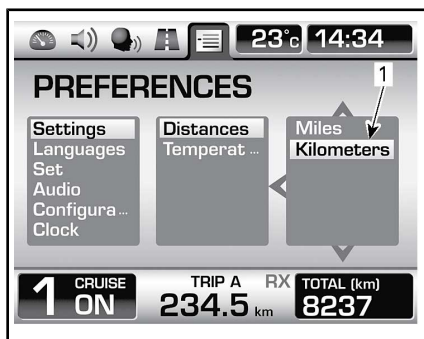 23°c 14:34
1
PREFERENCES
Settings
Languages
Set
Audio
Configura...
Clock
Distances
Temperat ...
Miles
Kilometers
1 CRUISE ON
TRIP A
234.5 km
RX
TOTAL (km)
8237